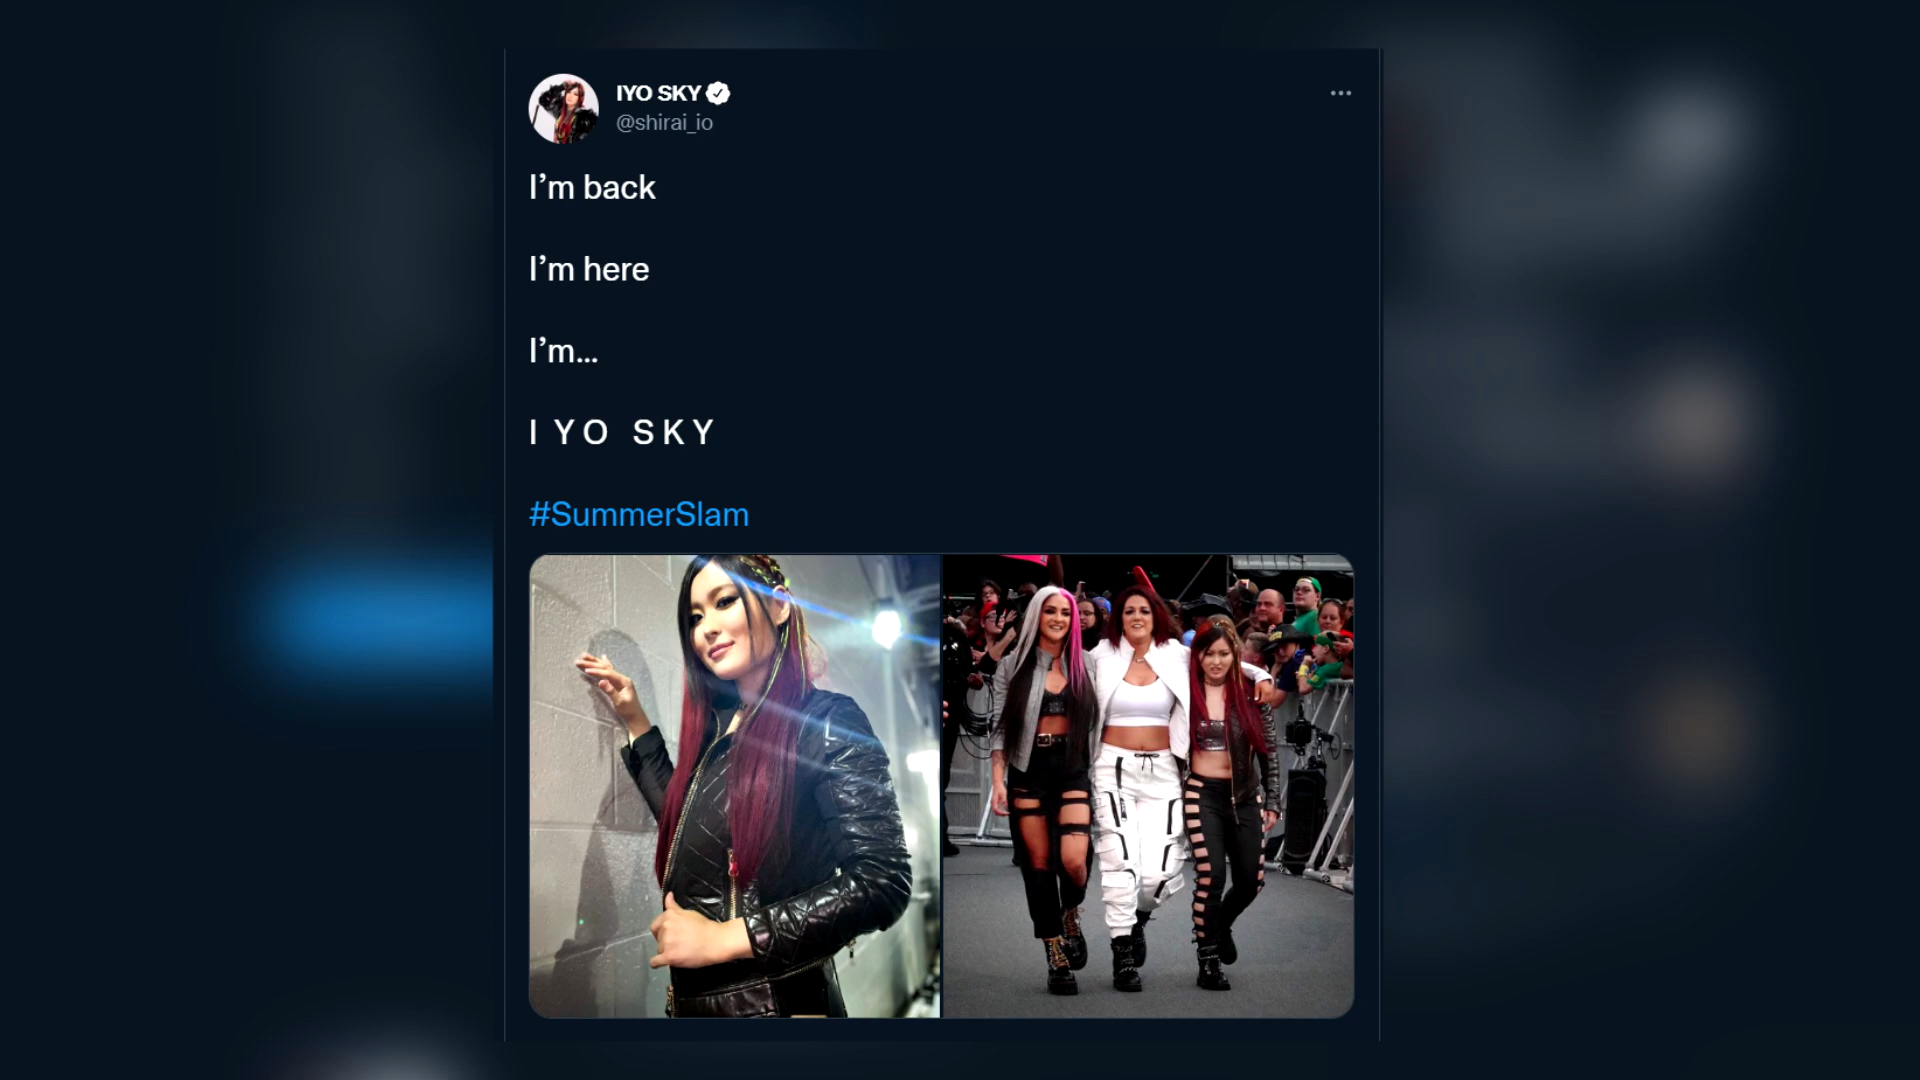 IYO SKY
@shirai_io
I’m back
I’m here
I’m...
I YO SKY
#SummerSlam